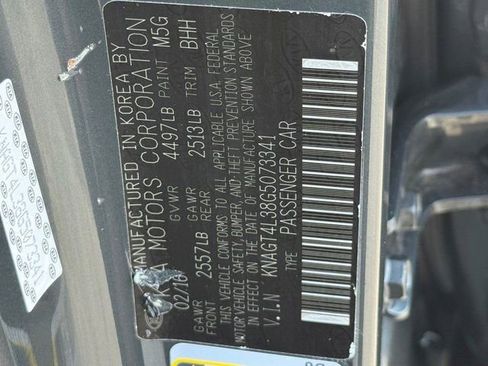 MANUFACTURED IN KOREA BY
MOTORS CORPORATION
02/16 GVWR 4497LB PAINT M5G
GAWR GAWR TRIM BHH
FRONT 2557LB REAR 2513LB
THIS VEHICLE CONFORMS TO ALL APPLICABLE U.S.A. FEDERAL
MOTOR VEHICLE SAFETY, BUMPER, AND THEFT PREVENTION STANDARDS
IN EFFECT ON THE DATE OF MANUFACTURE SHOWN ABOVE
V.I.N KNAGT4L38G5078341
TYPE: PASSENGER CAR